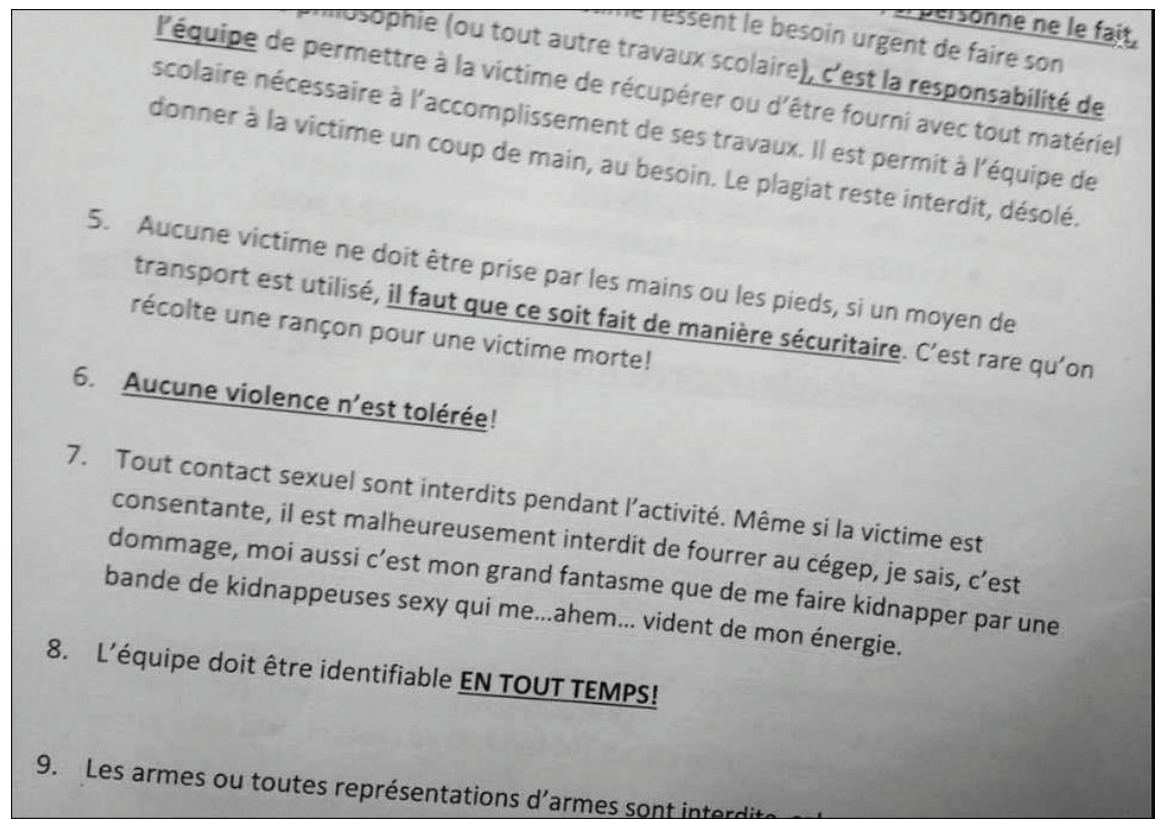 personne ne le fait,
ressent le besoin urgent de faire son
philosophie (ou tout autre travaux scolaire), c'est la responsabilité de
l'équipe de permettre à la victime de récupérer ou d'être fourni avec tout matériel
scolaire nécessaire à l'accomplissement de ses travaux. Il est permit à l'équipe de
donner à la victime un coup de main, au besoin. Le plagiat reste interdit, désolé.
5. Aucune victime ne doit être prise par les mains ou les pieds, si un moyen de
transport est utilisé, il faut que ce soit fait de manière sécuritaire. C'est rare qu'on
récolte une rançon pour une victime morte!
6. Aucune violence n'est tolérée!
7. Tout contact sexuel sont interdits pendant l'activité. Même si la victime est
consentante, il est malheureusement interdit de fourrer au cégep, je sais, c'est
dommage, moi aussi c'est mon grand fantasme que de me faire kidnapper par une
bande de kidnappeuses sexy qui me...ahem... vident de mon énergie.
8. L'équipe doit être identifiable EN TOUT TEMPS!
9. Les armes ou toutes représentations d'armes sont